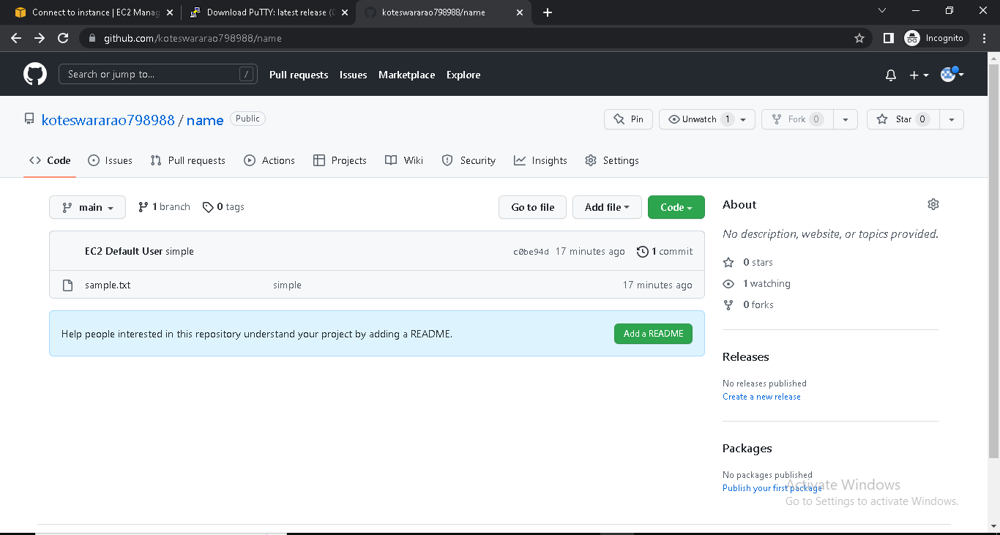 Connect to instance | EC2 Manag
Download PuTTY: latest release (
koteswararao798988/name
github.com/koteswararao798988/name
Incognito
Search or jump to...
/
Pull requests
Issues
Marketplace
Explore
koteswararao798988 / name
Public
Pin
Unwatch 1
Fork 0
Star 0
Code
Issues
Pull requests
Actions
Projects
Wiki
Security
Insights
Settings
main
1 branch
0 tags
Go to file
Add file
Code
EC2 Default User simple
c0be94d 17 minutes ago
1 commit
sample.txt
simple
17 minutes ago
Help people interested in this repository understand your project by adding a README.
Add a README
About
No description, website, or topics provided.
0 stars
1 watching
0 forks
Releases
No releases published
Create a new release
Packages
No packages published
Publish your first package
Activate Windows
Go to Settings to activate Windows.